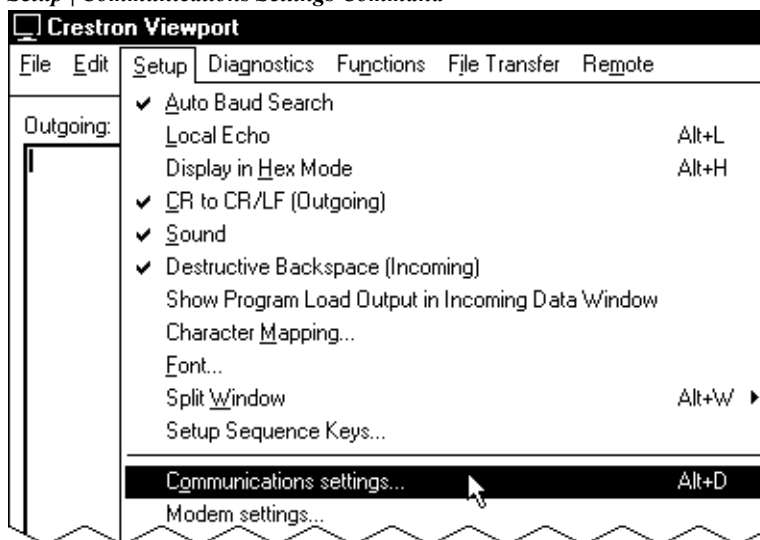 Setup | Communications Settings Command
Crestron Viewport
File Edit Setup Diagnostics Functions File Transfer Remote
Outgoing:
Auto Baud Search
Local Echo Alt+L
Display in Hex Mode Alt+H
CR to CR/LF (Outgoing)
Sound
Destructive Backspace (Incoming)
Show Program Load Output in Incoming Data Window
Character Mapping...
Font...
Split Window Alt+W
Setup Sequence Keys...
Communications settings... Alt+D
Modem settings...